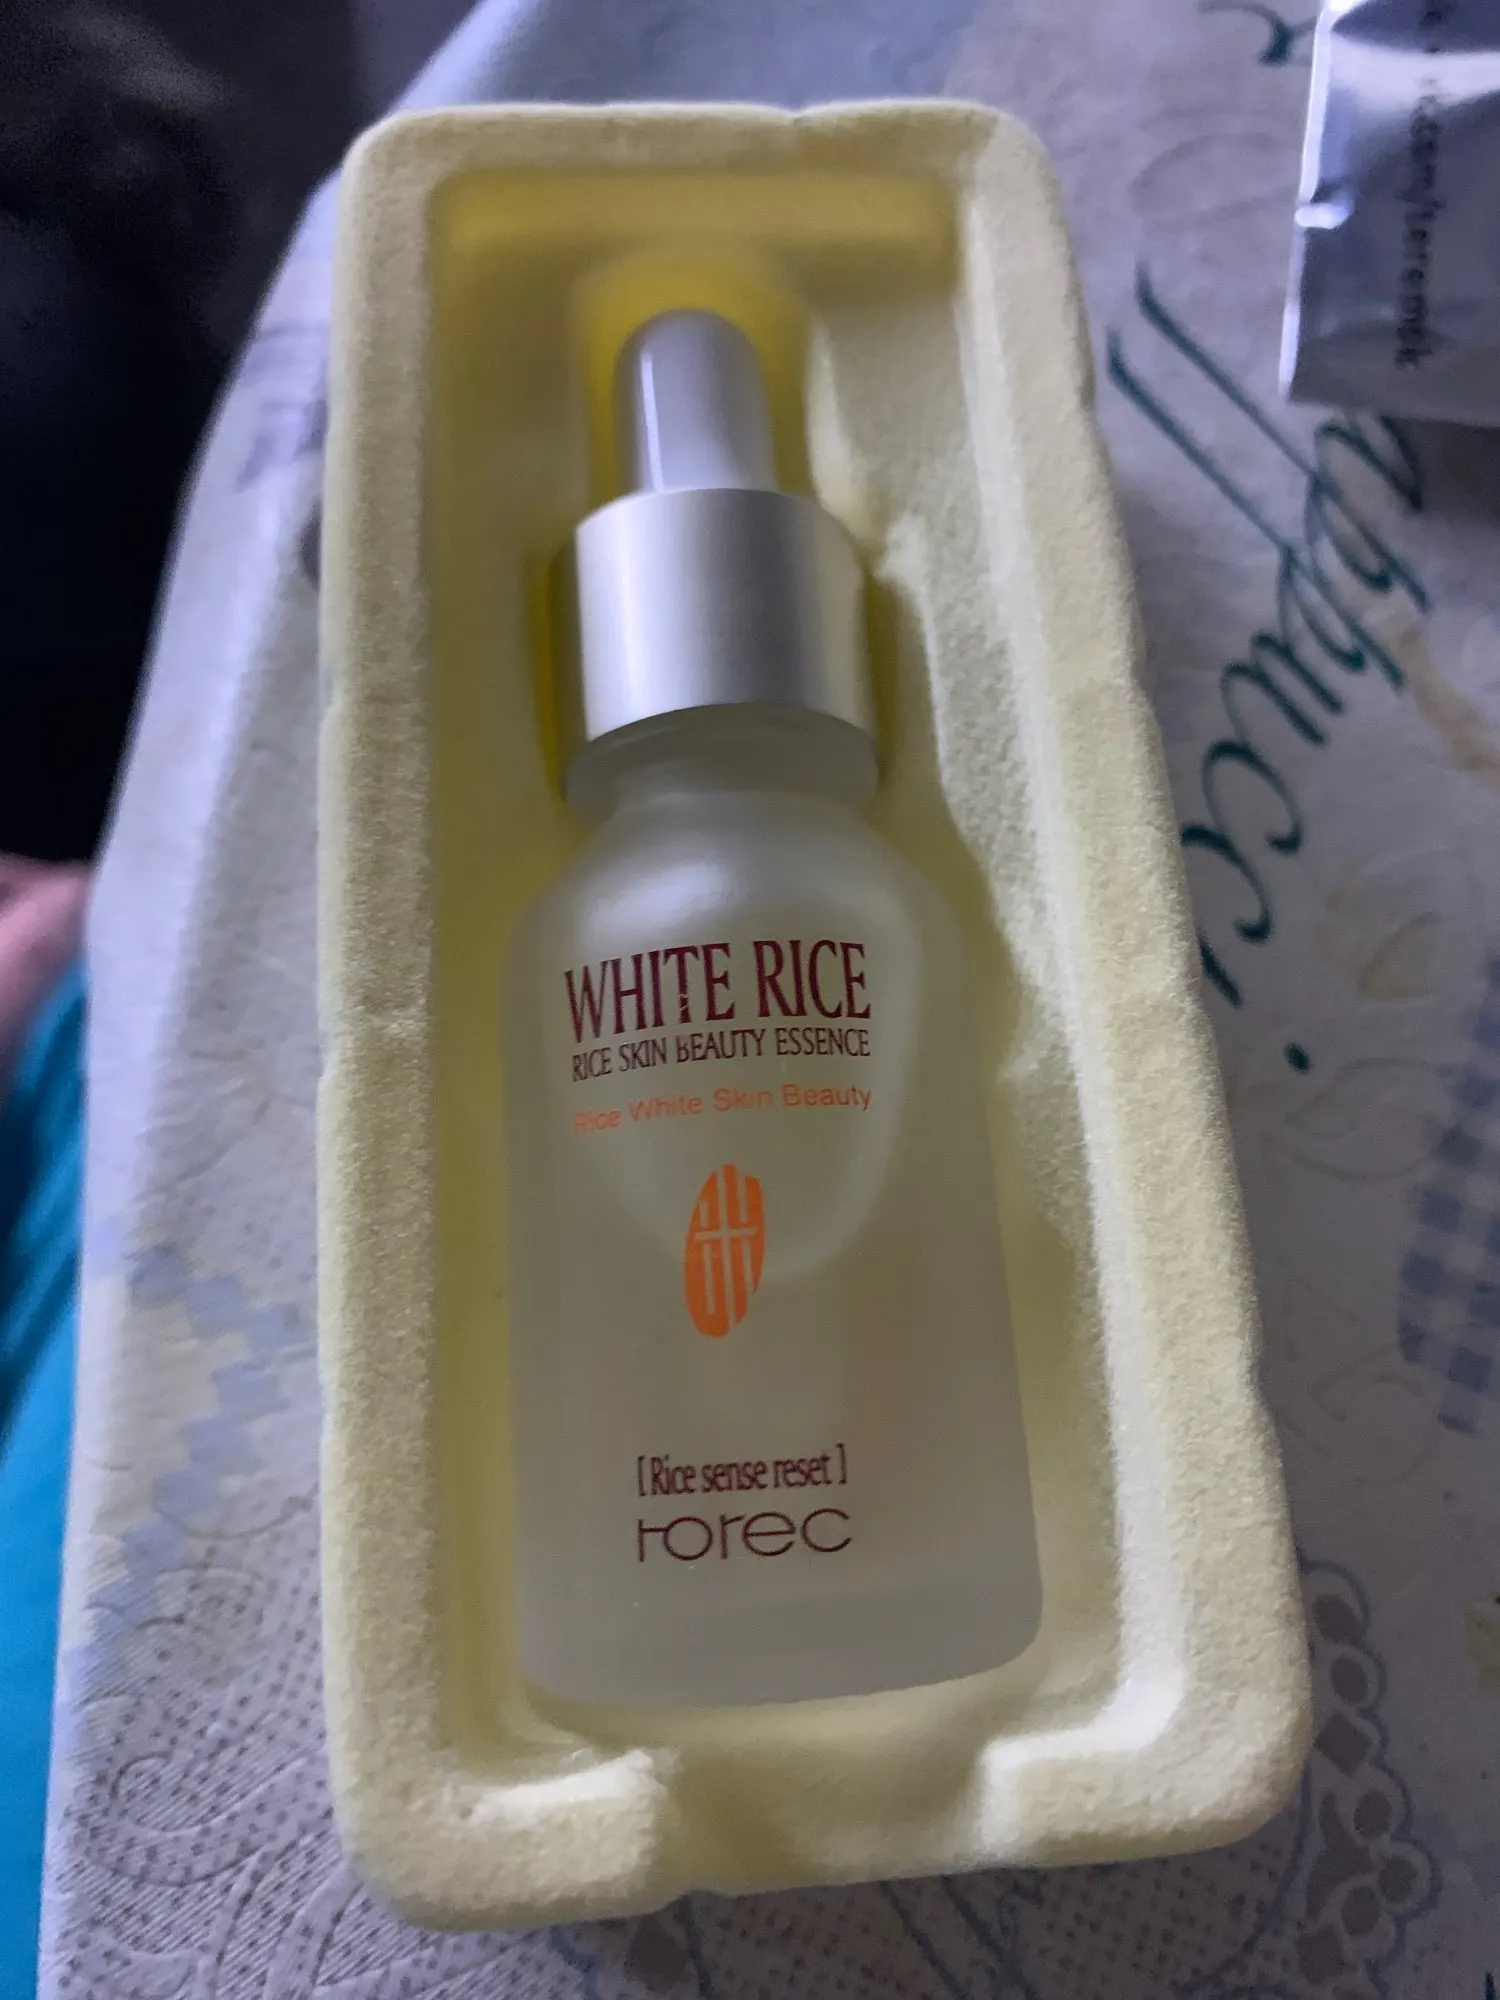 WHITE RICE
RICE SKIN BEAUTY ESSENCE
Rice White Skin Beauty
[ Rice sense reset ]
rorec